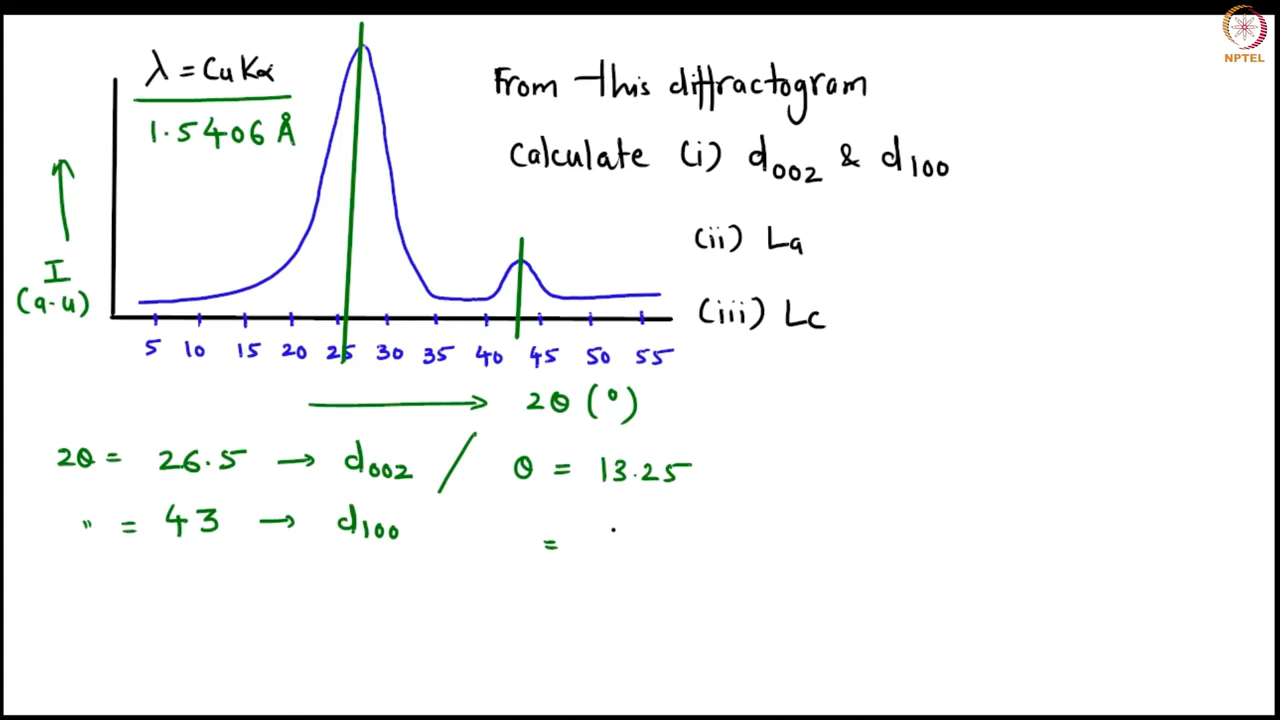 NPTEL
λ = Cu Kα
1.5406 Å
From this diffractogram
Calculate (i) d002 & d100
(ii) La
(iii) Lc
I
(a.u)
5 10 15 20 25 30 35 40 45 50 55
2θ (°)
2θ = 26.5 → d002 / θ = 13.25
" = 43 → d100 =